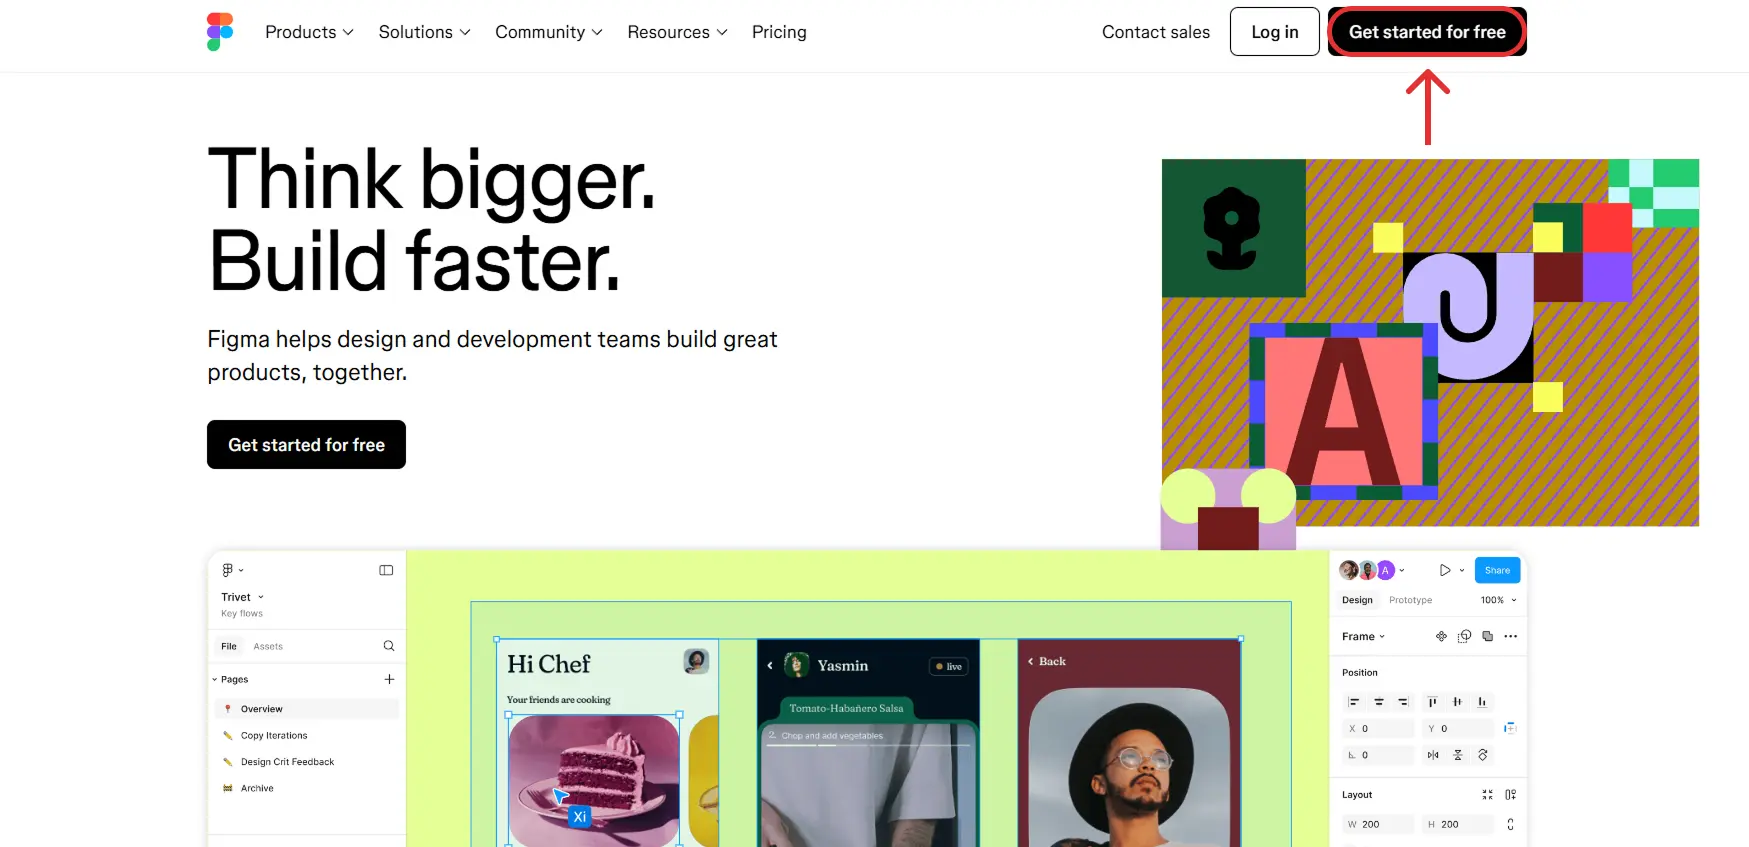 Products
Solutions
Community
Resources
Pricing
Contact sales
Log in
Get started for free
Think bigger.
Build faster.
Figma helps design and development teams build great
products, together.
Get started for free
A
Trivet
Key flows
File Assets
Pages
Overview
Copy Iterations
Design Crit Feedback
Archive
Hi Chef
Your friends are cooking
Xi
Yasmin
live
Tomato-Habañero Salsa
2. Chop and add vegetables
Back
A
Share
Design Prototype 100%
Frame
Position
X 0 Y 0
0
Layout
W 200 H 200